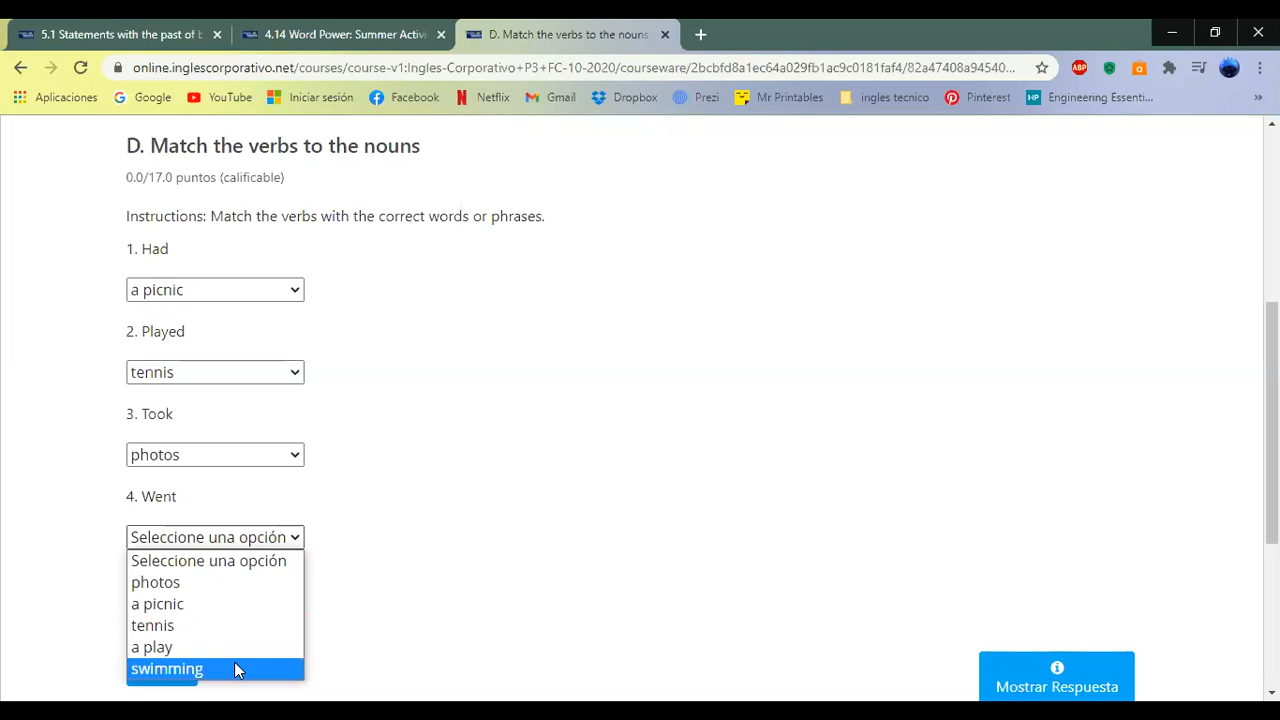 5.1 Statements with the past of b
4.14 Word Power: Summer Activi
D. Match the verbs to the nouns
online.inglescorporativo.net/courses/course-v1:Ingles-Corporativo+P3+FC-10-2020/courseware/2bcbfd8a1ec64a029fb1ac9c0181faf4/82a47408a94540...
ABP
Aplicaciones
Google
YouTube
Iniciar sesión
Facebook
Netflix
Gmail
Dropbox
Prezi
Mr Printables
ingles tecnico
Pinterest
HP
Engineering Essenti...
»
D. Match the verbs to the nouns
0.0/17.0 puntos (calificable)
Instructions: Match the verbs with the correct words or phrases.
1. Had
a picnic
2. Played
tennis
3. Took
photos
4. Went
Seleccione una opción
Seleccione una opción
photos
a picnic
tennis
a play
swimming
Mostrar Respuesta